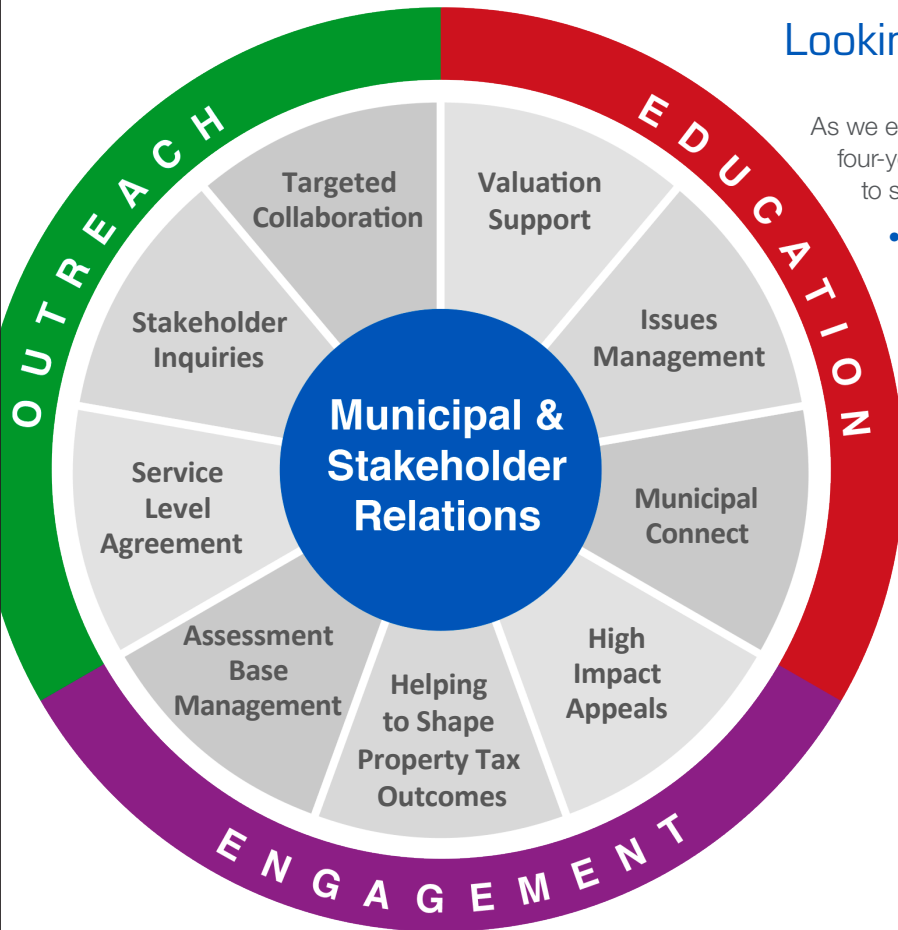 Lookin
As we e
four-ye
to s
•
OUTREACH
EDUCATION
ENGAGEMENT
Targeted
Collaboration
Valuation
Support
Issues
Management
Municipal
Connect
High
Impact
Appeals
Helping
to Shape
Property Tax
Outcomes
Assessment
Base
Management
Service
Level
Agreement
Stakeholder
Inquiries
Municipal &
Stakeholder
Relations